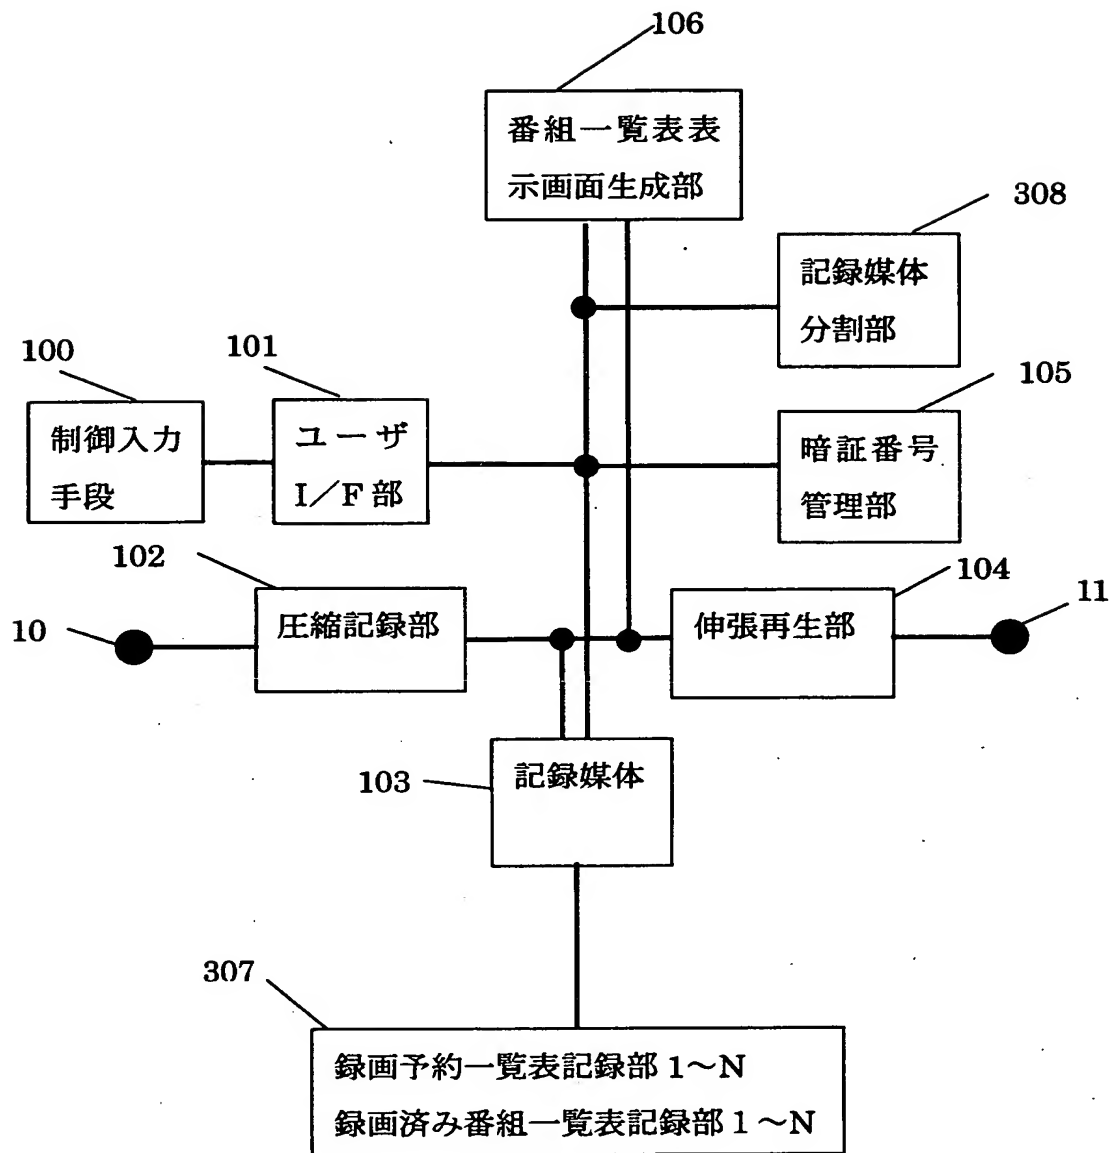 106
番組一覧表表
示画面生成部
308
記録媒体
分割部
100
101
105
制御入力
手段
ユーザ
I／F部
暗証番号
管理部
102
104
10
11
圧縮記録部
伸張再生部
103
記録媒体
307
録画予約一覧表記録部 1～N
録画済み番組一覧表記録部 1～N